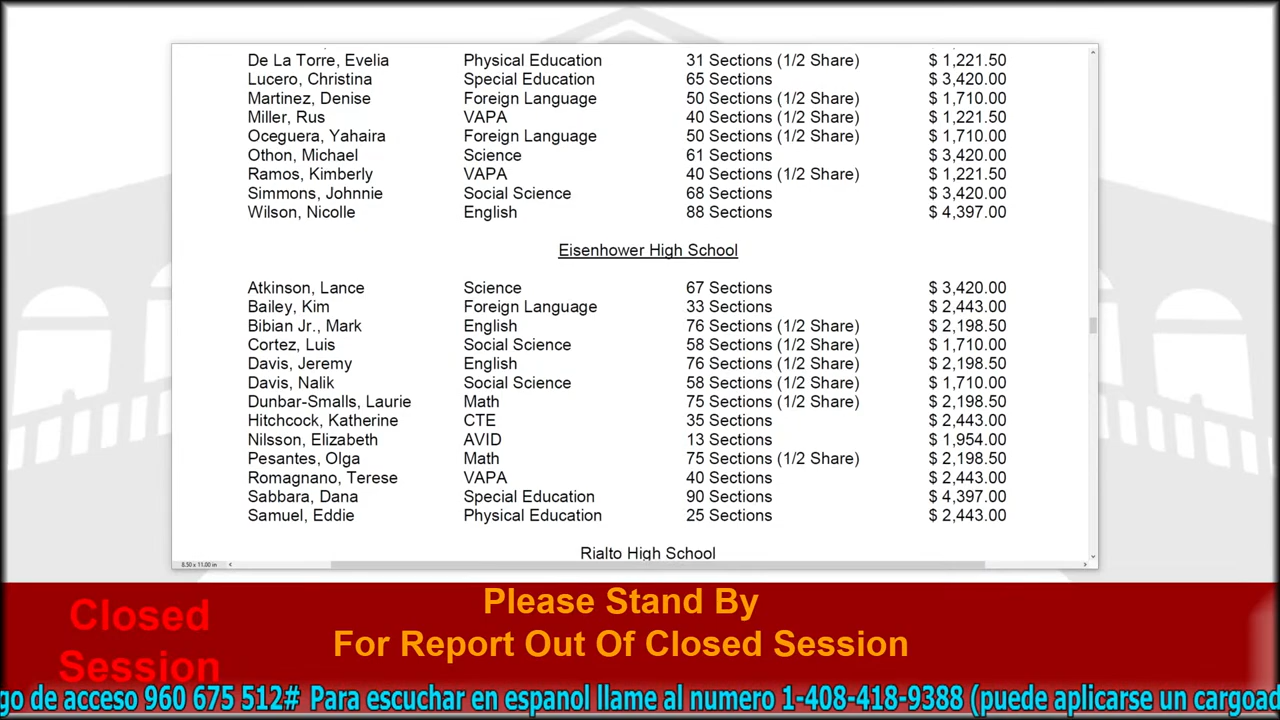 De La Torre, Evelia Physical Education 31 Sections (1/2 Share) $ 1,221.50
Lucero, Christina Special Education 65 Sections $ 3,420.00
Martinez, Denise Foreign Language 50 Sections (1/2 Share) $ 1,710.00
Miller, Rus VAPA 40 Sections (1/2 Share) $ 1,221.50
Oceguera, Yahaira Foreign Language 50 Sections (1/2 Share) $ 1,710.00
Othon, Michael Science 61 Sections $ 3,420.00
Ramos, Kimberly VAPA 40 Sections (1/2 Share) $ 1,221.50
Simmons, Johnnie Social Science 68 Sections $ 3,420.00
Wilson, Nicolle English 88 Sections $ 4,397.00
Eisenhower High School
Atkinson, Lance Science 67 Sections $ 3,420.00
Bailey, Kim Foreign Language 33 Sections $ 2,443.00
Bibian Jr., Mark English 76 Sections (1/2 Share) $ 2,198.50
Cortez, Luis Social Science 58 Sections (1/2 Share) $ 1,710.00
Davis, Jeremy English 76 Sections (1/2 Share) $ 2,198.50
Davis, Nalik Social Science 58 Sections (1/2 Share) $ 1,710.00
Dunbar-Smalls, Laurie Math 75 Sections (1/2 Share) $ 2,198.50
Hitchcock, Katherine CTE 35 Sections $ 2,443.00
Nilsson, Elizabeth AVID 13 Sections $ 1,954.00
Pesantes, Olga Math 75 Sections (1/2 Share) $ 2,198.50
Romagnano, Terese VAPA 40 Sections $ 2,443.00
Sabbara, Dana Special Education 90 Sections $ 4,397.00
Samuel, Eddie Physical Education 25 Sections $ 2,443.00
Rialto High School
8.50 x 11.00 in
Closed
Session
Please Stand By
For Report Out Of Closed Session
go de acceso 960 675 512# Para escuchar en espanol llame al numero 1-408-418-9388 (puede aplicarse un cargoad